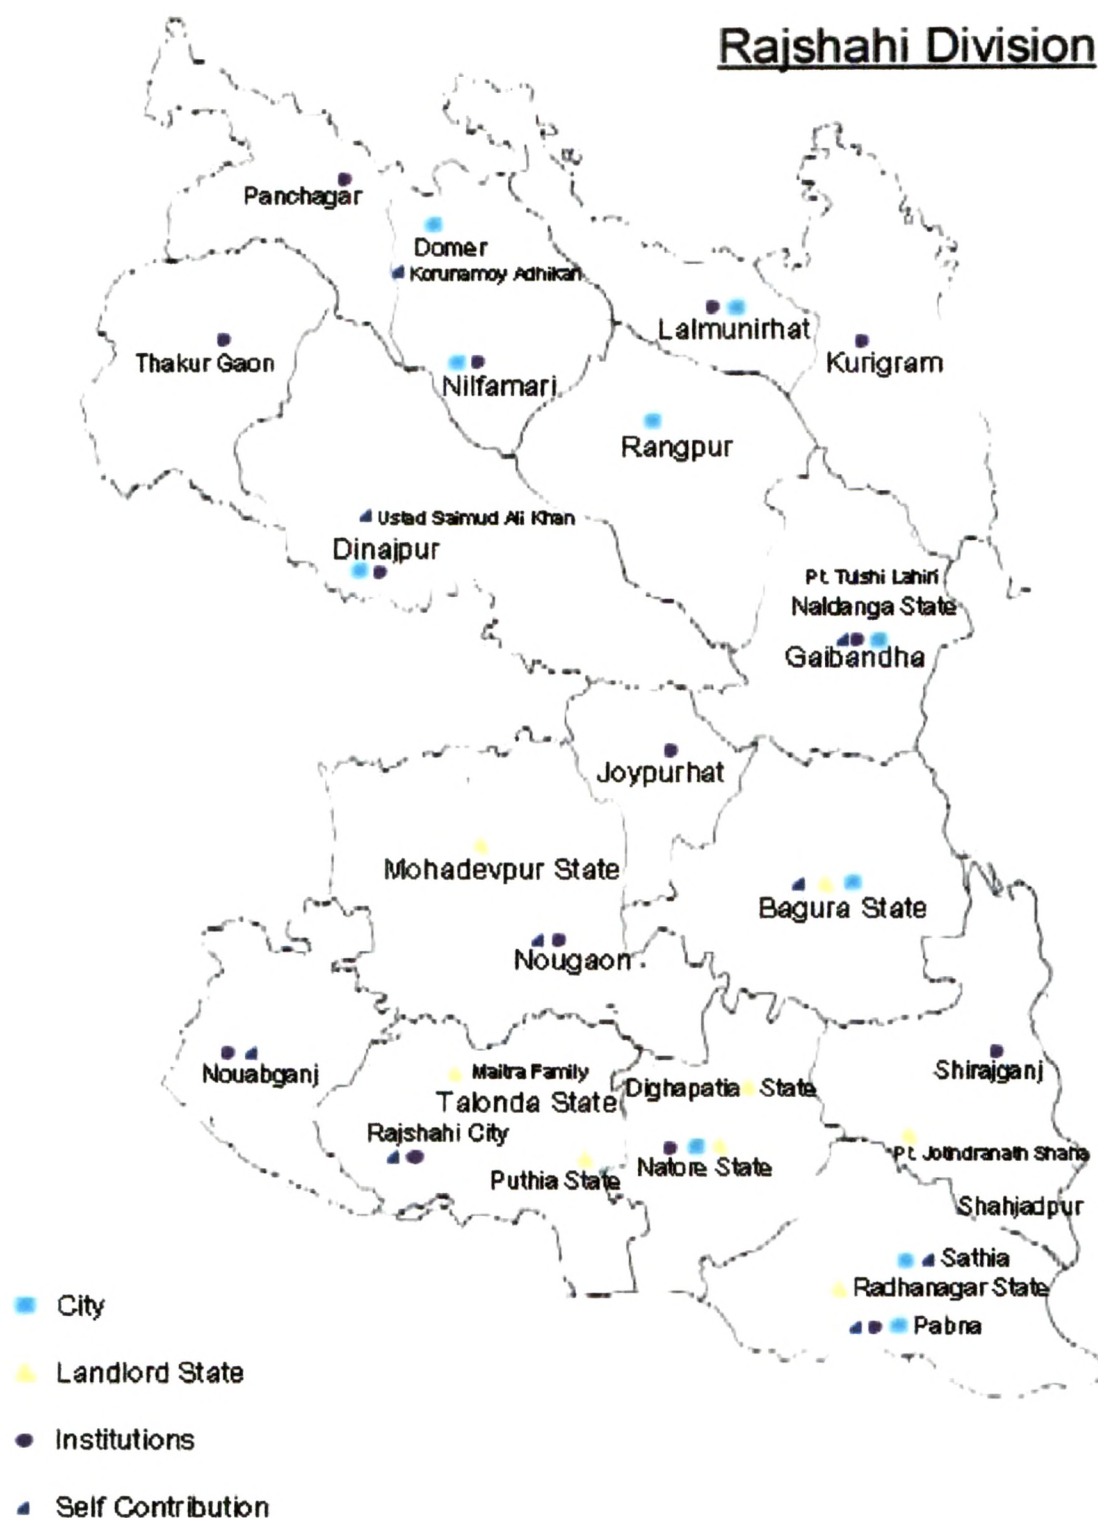 Rajshahi Division
Panchagar
Domer
Korunamoy Adhikari
Lalmunirhat
Thakur Gaon
Kurigram
Nilfamari
Rangpur
Ustad Saimud Ali Khan
Dinajpur
Pt. Tulshi Lahiri
Naldanga State
Gaibandha
Joypurhat
Mohadevpur State
Bagura State
Nougaon
Nouabganj
Maitra Family
Talonda State
Dighapatia State
Shirajganj
Rajshahi City
Puthia State
Natore State
Pt. Jotindranath Shaha
Shahjadpur
Sathia
Radhanagar State
Pabna
City
Landlord State
Institutions
Self Contribution